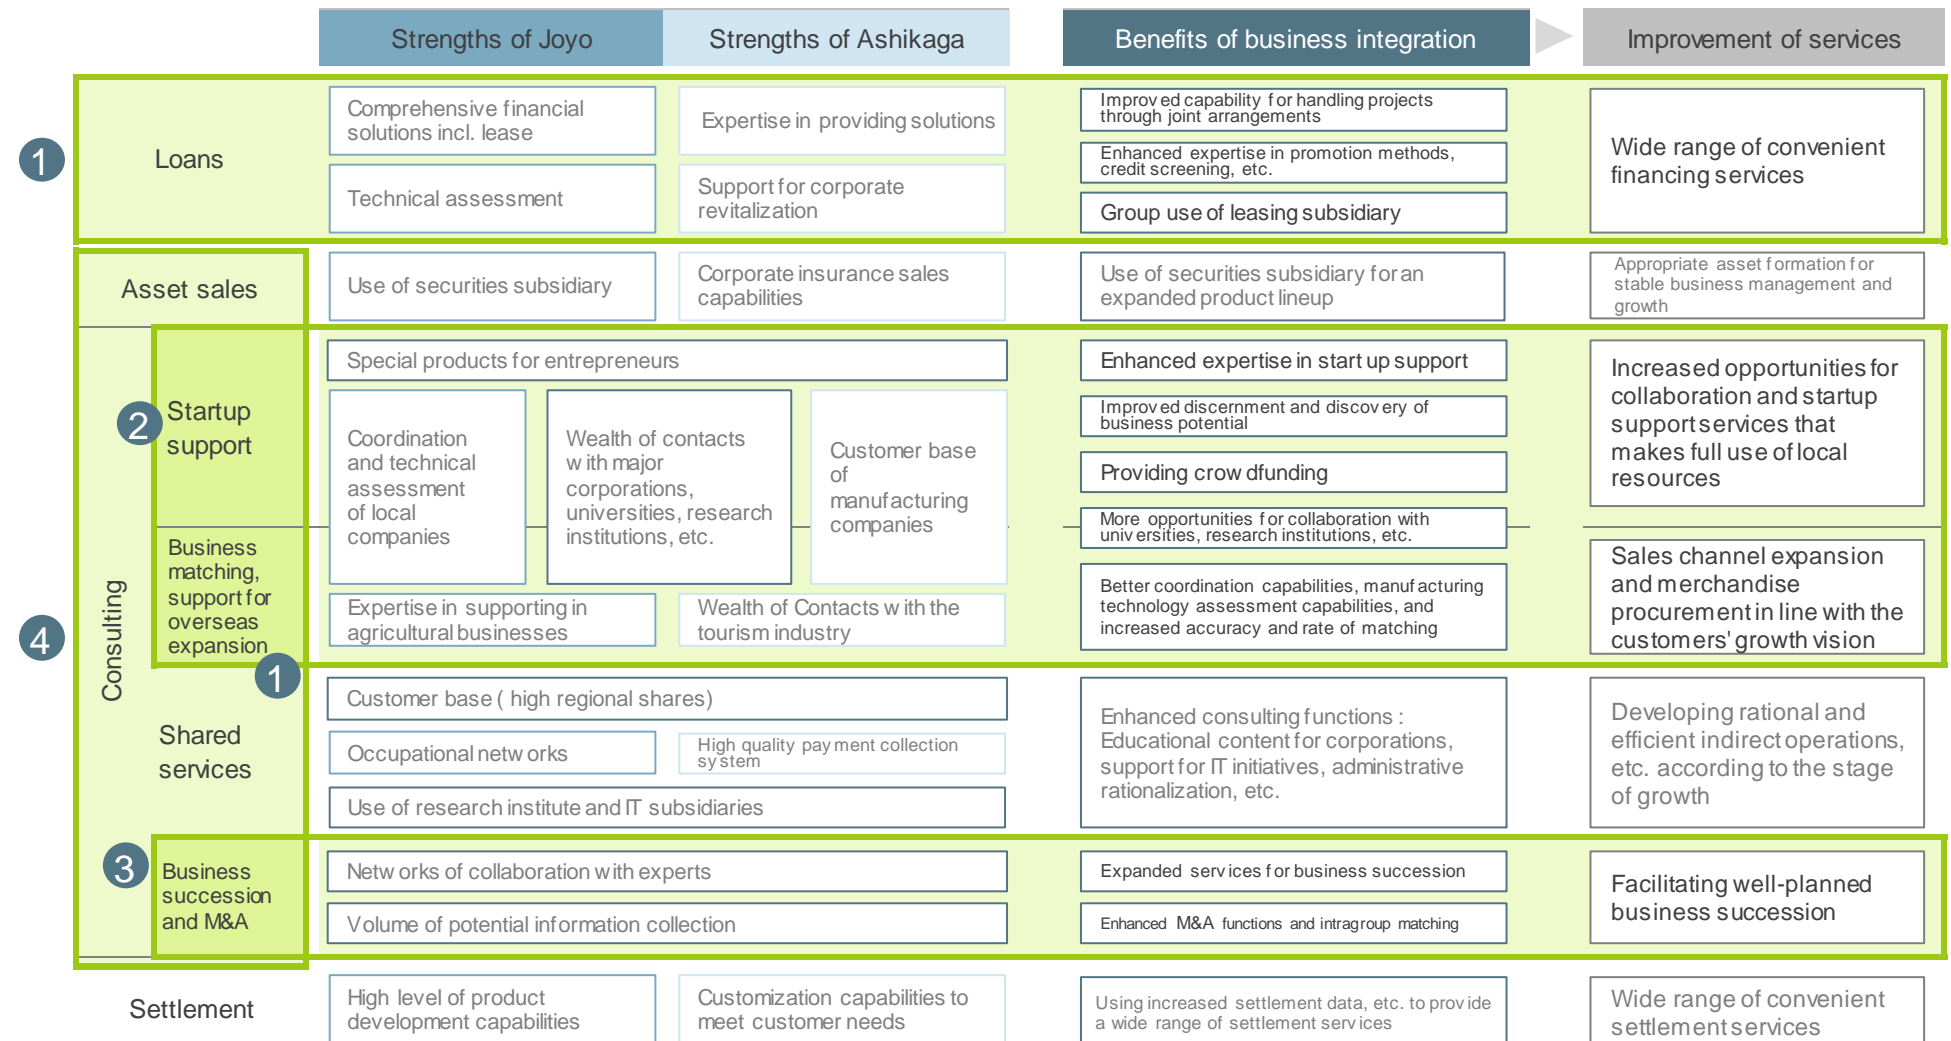 Strengths of Joyo
Strengths of Ashikaga
Benefits of business integration
Improvement of services
1
Loans
Comprehensive financial
solutions incl. lease
Expertise in providing solutions
Technical assessment
Support for corporate
revitalization
Improved capability for handling projects
through joint arrangements
Enhanced expertise in promotion methods,
credit screening, etc.
Group use of leasing subsidiary
Wide range of convenient
financing services
Asset sales
Use of securities subsidiary
Corporate insurance sales
capabilities
Use of securities subsidiary for an
expanded product lineup
Appropriate asset formation for
stable business management and
growth
4
Consulting
2
Startup
support
Special products for entrepreneurs
Coordination
and technical
assessment
of local
companies
Wealth of contacts
with major
corporations,
universities, research
institutions, etc.
Customer base
of
manufacturing
companies
Enhanced expertise in start up support
Improved discernment and discovery of
business potential
Providing crowdfunding
More opportunities for collaboration with
universities, research institutions, etc.
Increased opportunities for
collaboration and startup
support services that
makes full use of local
resources
Business
matching,
support for
overseas
expansion
Expertise in supporting in
agricultural businesses
Wealth of Contacts with the
tourism industry
Better coordination capabilities, manufacturing
technology assessment capabilities, and
increased accuracy and rate of matching
Sales channel expansion
and merchandise
procurement in line with the
customers' growth vision
1
Shared
services
Customer base ( high regional shares)
Occupational networks
High quality payment collection
system
Use of research institute and IT subsidiaries
Enhanced consulting functions :
Educational content for corporations,
support for IT initiatives, administrative
rationalization, etc.
Developing rational and
efficient indirect operations,
etc. according to the stage
of growth
3
Business
succession
and M&A
Networks of collaboration with experts
Volume of potential information collection
Expanded services for business succession
Enhanced M&A functions and intragroup matching
Facilitating well-planned
business succession
Settlement
High level of product
development capabilities
Customization capabilities to
meet customer needs
Using increased settlement data, etc. to provide
a wide range of settlement services
Wide range of convenient
settlement services